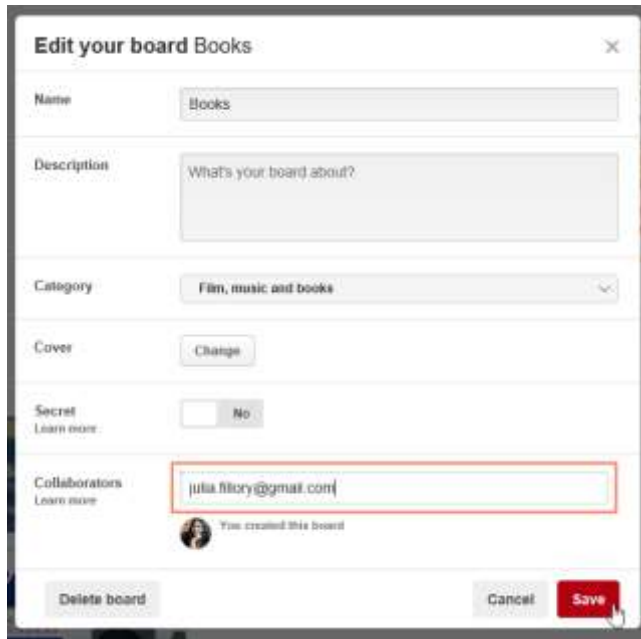 Edit your board Books
Name
Books
Description
What's your board about?
Category
Film, music and books
Cover
Change
Secret
Learn more
No
Collaborators
Learn more
julia.fillory@gmail.com
You created this board
Delete board
Cancel
Save